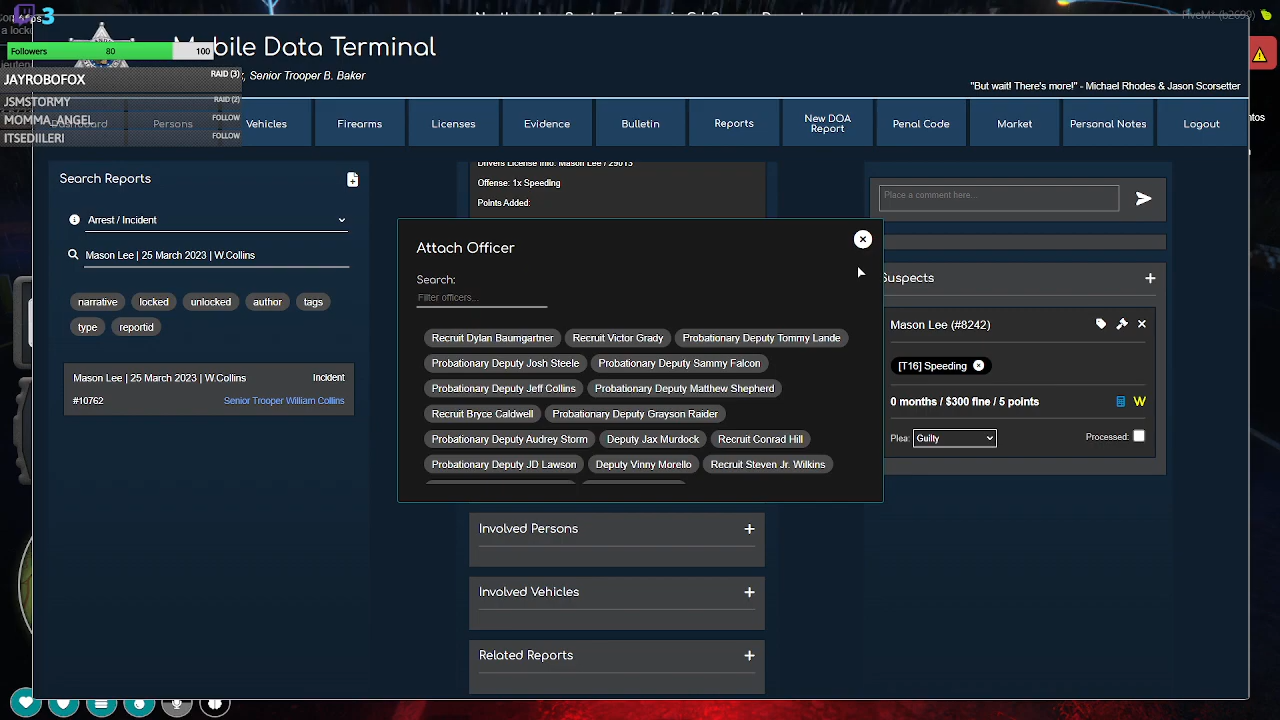 3
Followers 80 100
Mobile Data Terminal
JAYROBOFOX RAID (3)
Senior Trooper B. Baker
JSMSTORMY RAID (2)
MOMMA_ANGEL FOLLOW
ITSEDIILERI FOLLOW
"But wait! There's more!" - Michael Rhodes & Jason Scorsetter
Dashboard Persons Vehicles Firearms Licenses Evidence Bulletin Reports New DOA Report Penal Code Market Personal Notes Logout
Search Reports
Arrest / Incident
Mason Lee | 25 March 2023 | W.Collins
narrative locked unlocked author tags
type reportid
Mason Lee | 25 March 2023 | W.Collins Incident
#10762 Senior Trooper William Collins
Drivers License Info: Mason Lee / 29013
Offense: 1x Speeding
Points Added:
Attach Officer
Search:
Filter officers...
Recruit Dylan Baumgartner Recruit Victor Grady Probationary Deputy Tommy Lande
Probationary Deputy Josh Steele Probationary Deputy Sammy Falcon
Probationary Deputy Jeff Collins Probationary Deputy Matthew Shepherd
Recruit Bryce Caldwell Probationary Deputy Grayson Raider
Probationary Deputy Audrey Storm Deputy Jax Murdock Recruit Conrad Hill
Probationary Deputy JD Lawson Deputy Vinny Morello Recruit Steven Jr. Wilkins
Involved Persons
Involved Vehicles
Related Reports
Place a comment here...
Suspects
Mason Lee (#8242)
[T16] Speeding
0 months / $300 fine / 5 points W
Plea: Guilty Processed: